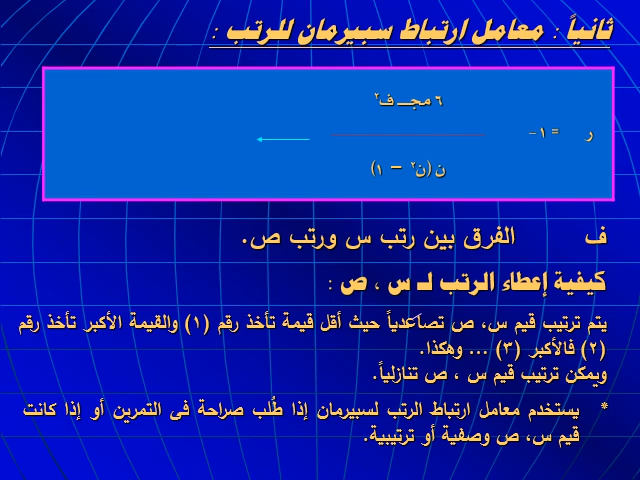 ثانياً : معامل ارتباط سبيرمان للرتب :
٦ مجـــ ف٢
ر = ١ -
ن (ن٢ – ١)
ف الفرق بين رتب س ورتب ص.
كيفية إعطاء الرتب لـ س ، ص :
يتم ترتيب قيم س، ص تصاعدياً حيث أقل قيمة تأخذ رقم (١) والقيمة الأكبر تأخذ رقم
(٢) فالأكبر (٣) ... وهكذا.
ويمكن ترتيب قيم س ، ص تنازلياً.
* يستخدم معامل ارتباط الرتب لسبيرمان إذا طُلب صراحة فى التمرين أو إذا كانت
قيم س، ص وصفية أو ترتيبية.